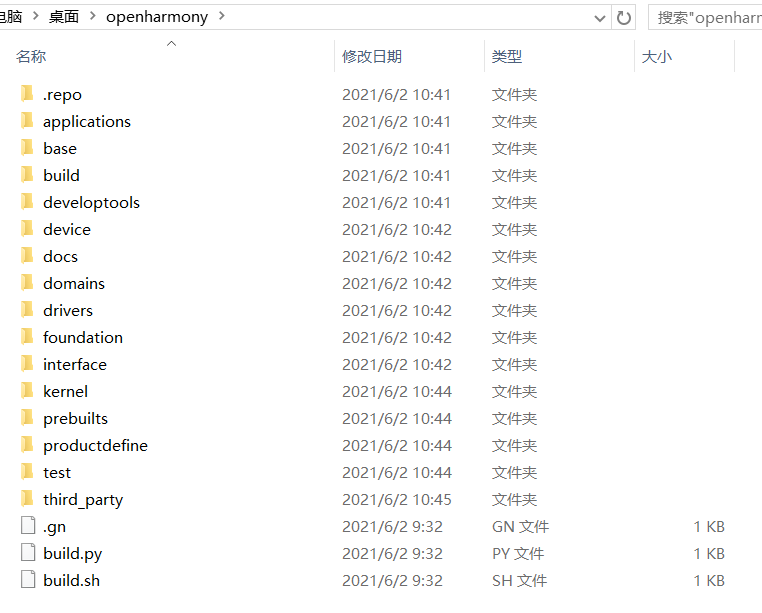 电脑 > 桌面 > openharmony > 搜索"openharm
名称 修改日期 类型 大小
.repo 2021/6/2 10:41 文件夹
applications 2021/6/2 10:41 文件夹
base 2021/6/2 10:41 文件夹
build 2021/6/2 10:41 文件夹
developtools 2021/6/2 10:41 文件夹
device 2021/6/2 10:42 文件夹
docs 2021/6/2 10:42 文件夹
domains 2021/6/2 10:42 文件夹
drivers 2021/6/2 10:42 文件夹
foundation 2021/6/2 10:42 文件夹
interface 2021/6/2 10:42 文件夹
kernel 2021/6/2 10:44 文件夹
prebuilts 2021/6/2 10:44 文件夹
productdefine 2021/6/2 10:44 文件夹
test 2021/6/2 10:44 文件夹
third_party 2021/6/2 10:45 文件夹
.gn 2021/6/2 9:32 GN 文件 1 KB
build.py 2021/6/2 9:32 PY 文件 1 KB
build.sh 2021/6/2 9:32 SH 文件 1 KB